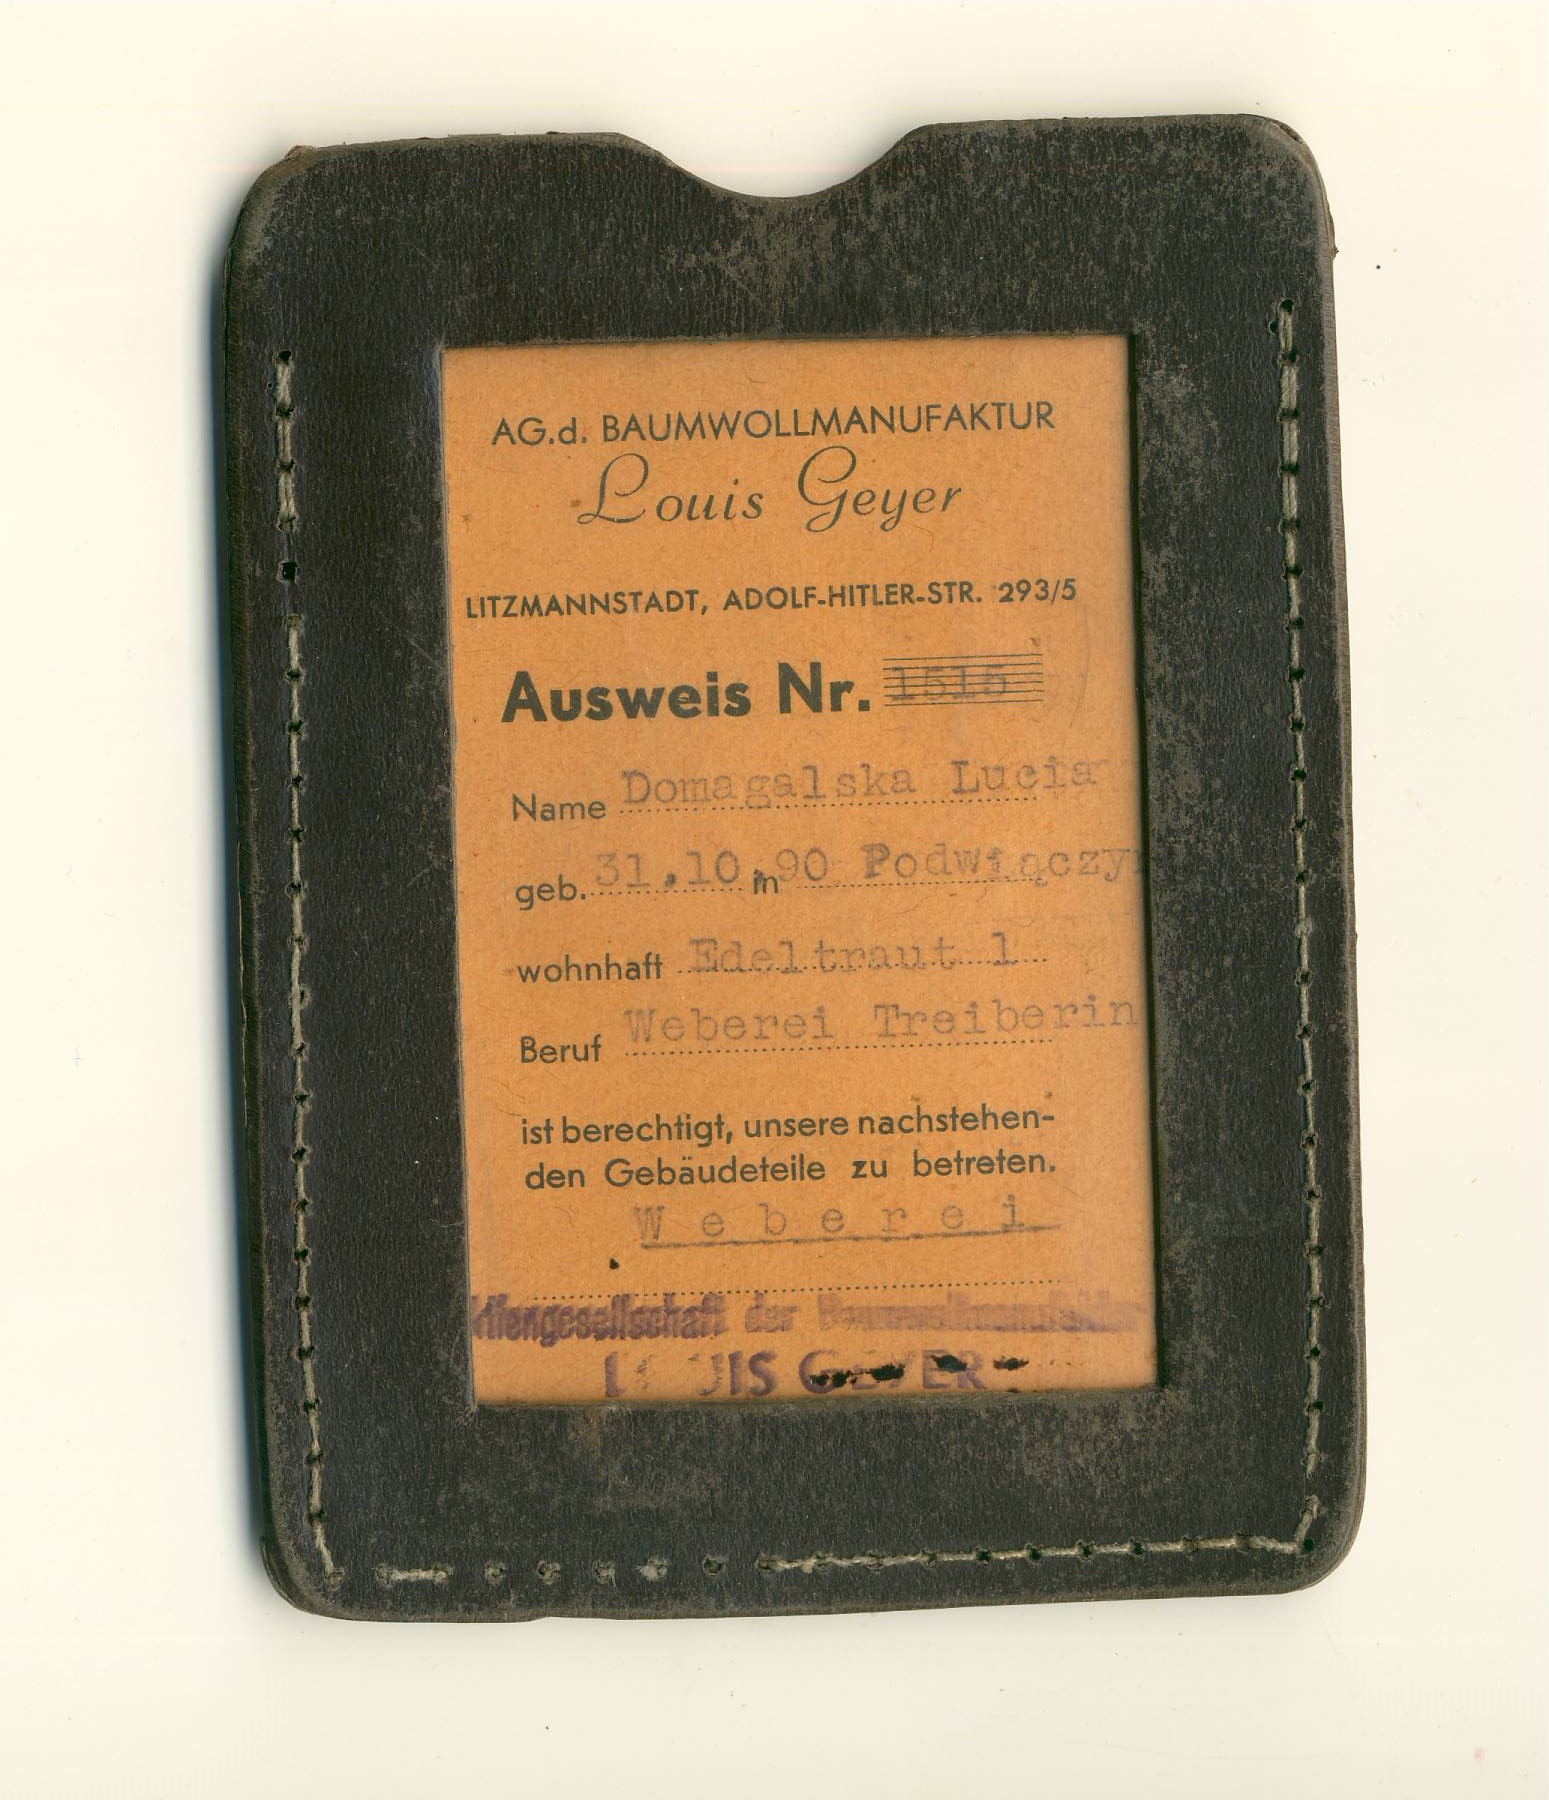 AG.d. BAUMWOLLMANUFAKTUR
Louis Geyer
LITZMANNSTADT, ADOLF-HITLER-STR. 293/5
Ausweis Nr. 1515
Name Domagalska Lucia
geb. 31.10.90 in
wohnhaft Edeltraut 1
Beruf Weberei Treiberin
ist berechtigt, unsere nachstehen-
den Gebäudeteile zu betreten.
Weberei
der
LOUIS GEYER